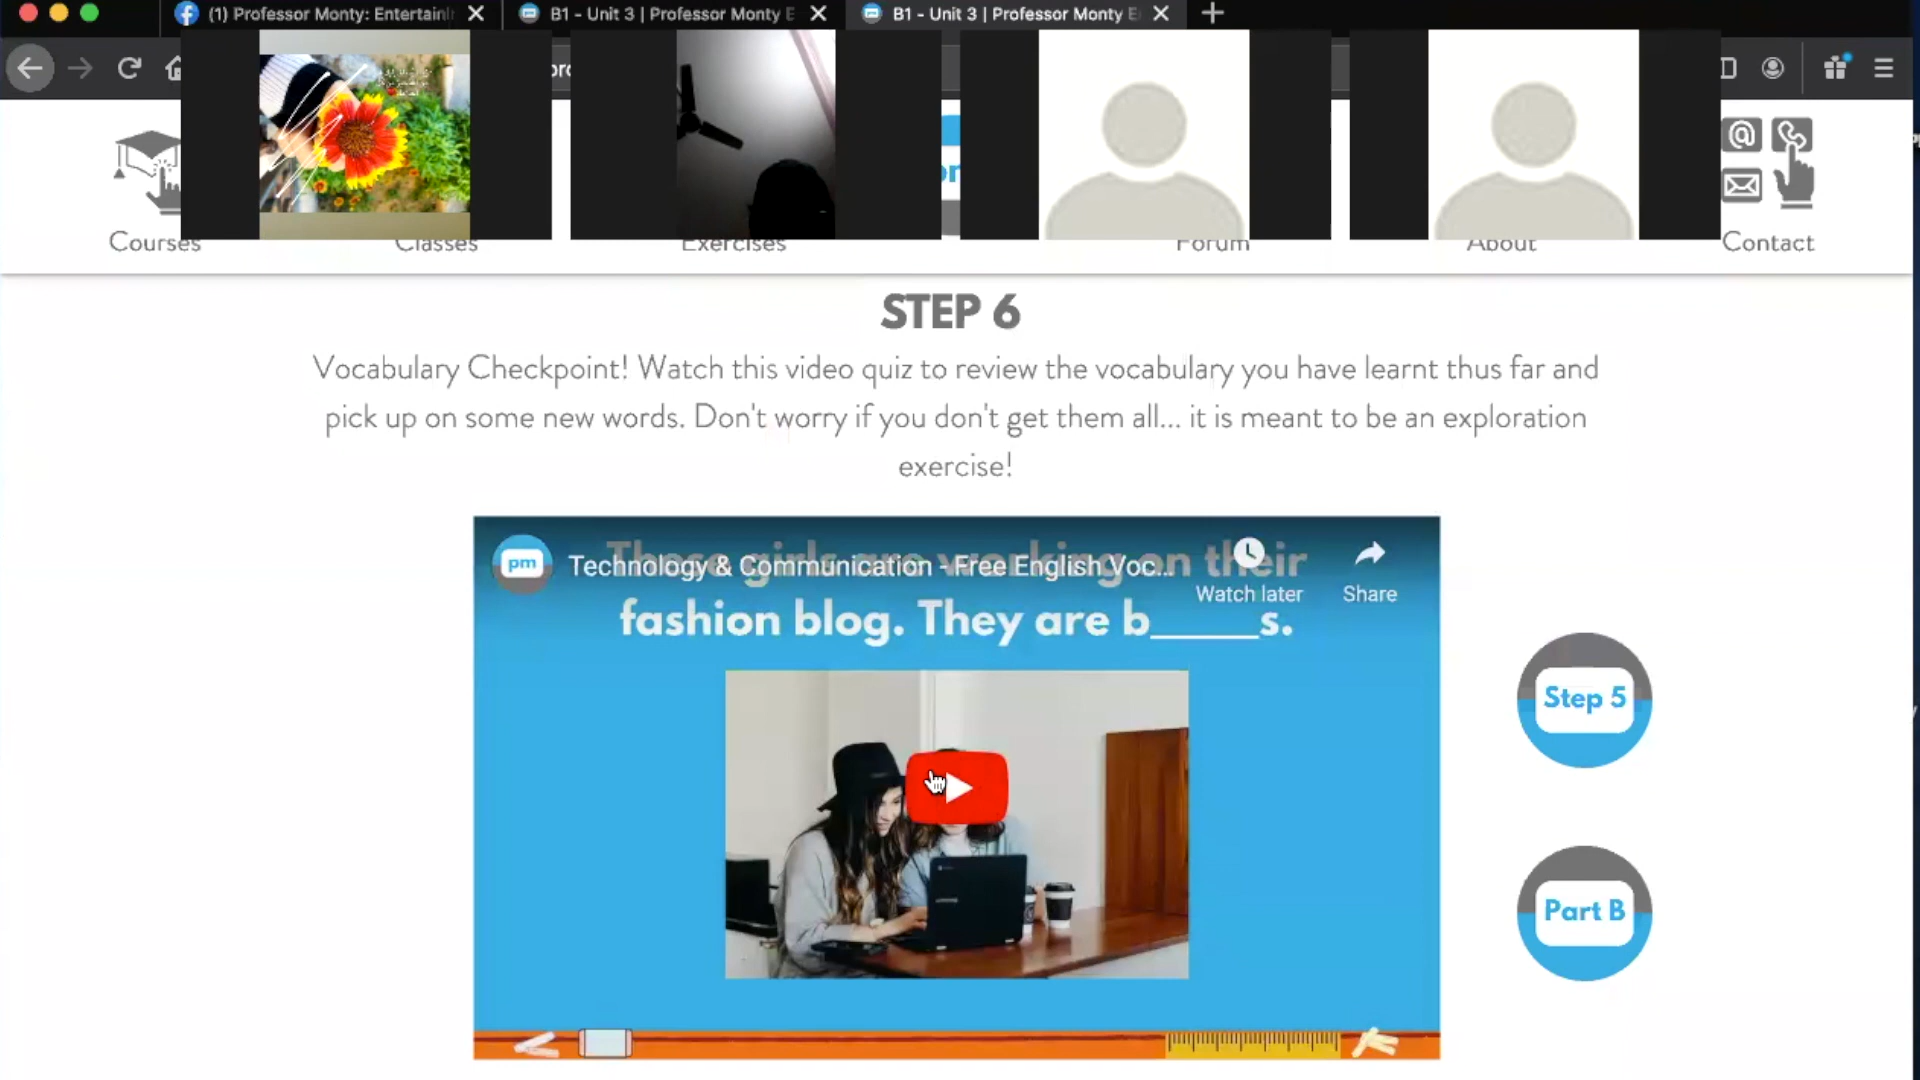 (1) Professor Monty: Entertain
B1 - Unit 3 | Professor Monty E
B1 - Unit 3 | Professor Monty E
Courses
Classes
Exercises
Forum
About
Contact
STEP 6
Vocabulary Checkpoint! Watch this video quiz to review the vocabulary you have learnt thus far and
pick up on some new words. Don't worry if you don't get them all... it is meant to be an exploration
exercise!
pm
Technology & Communication - Free English Voc...
Watch later
Share
These girls are working on their
fashion blog. They are b_____s.
Step 5
Part B